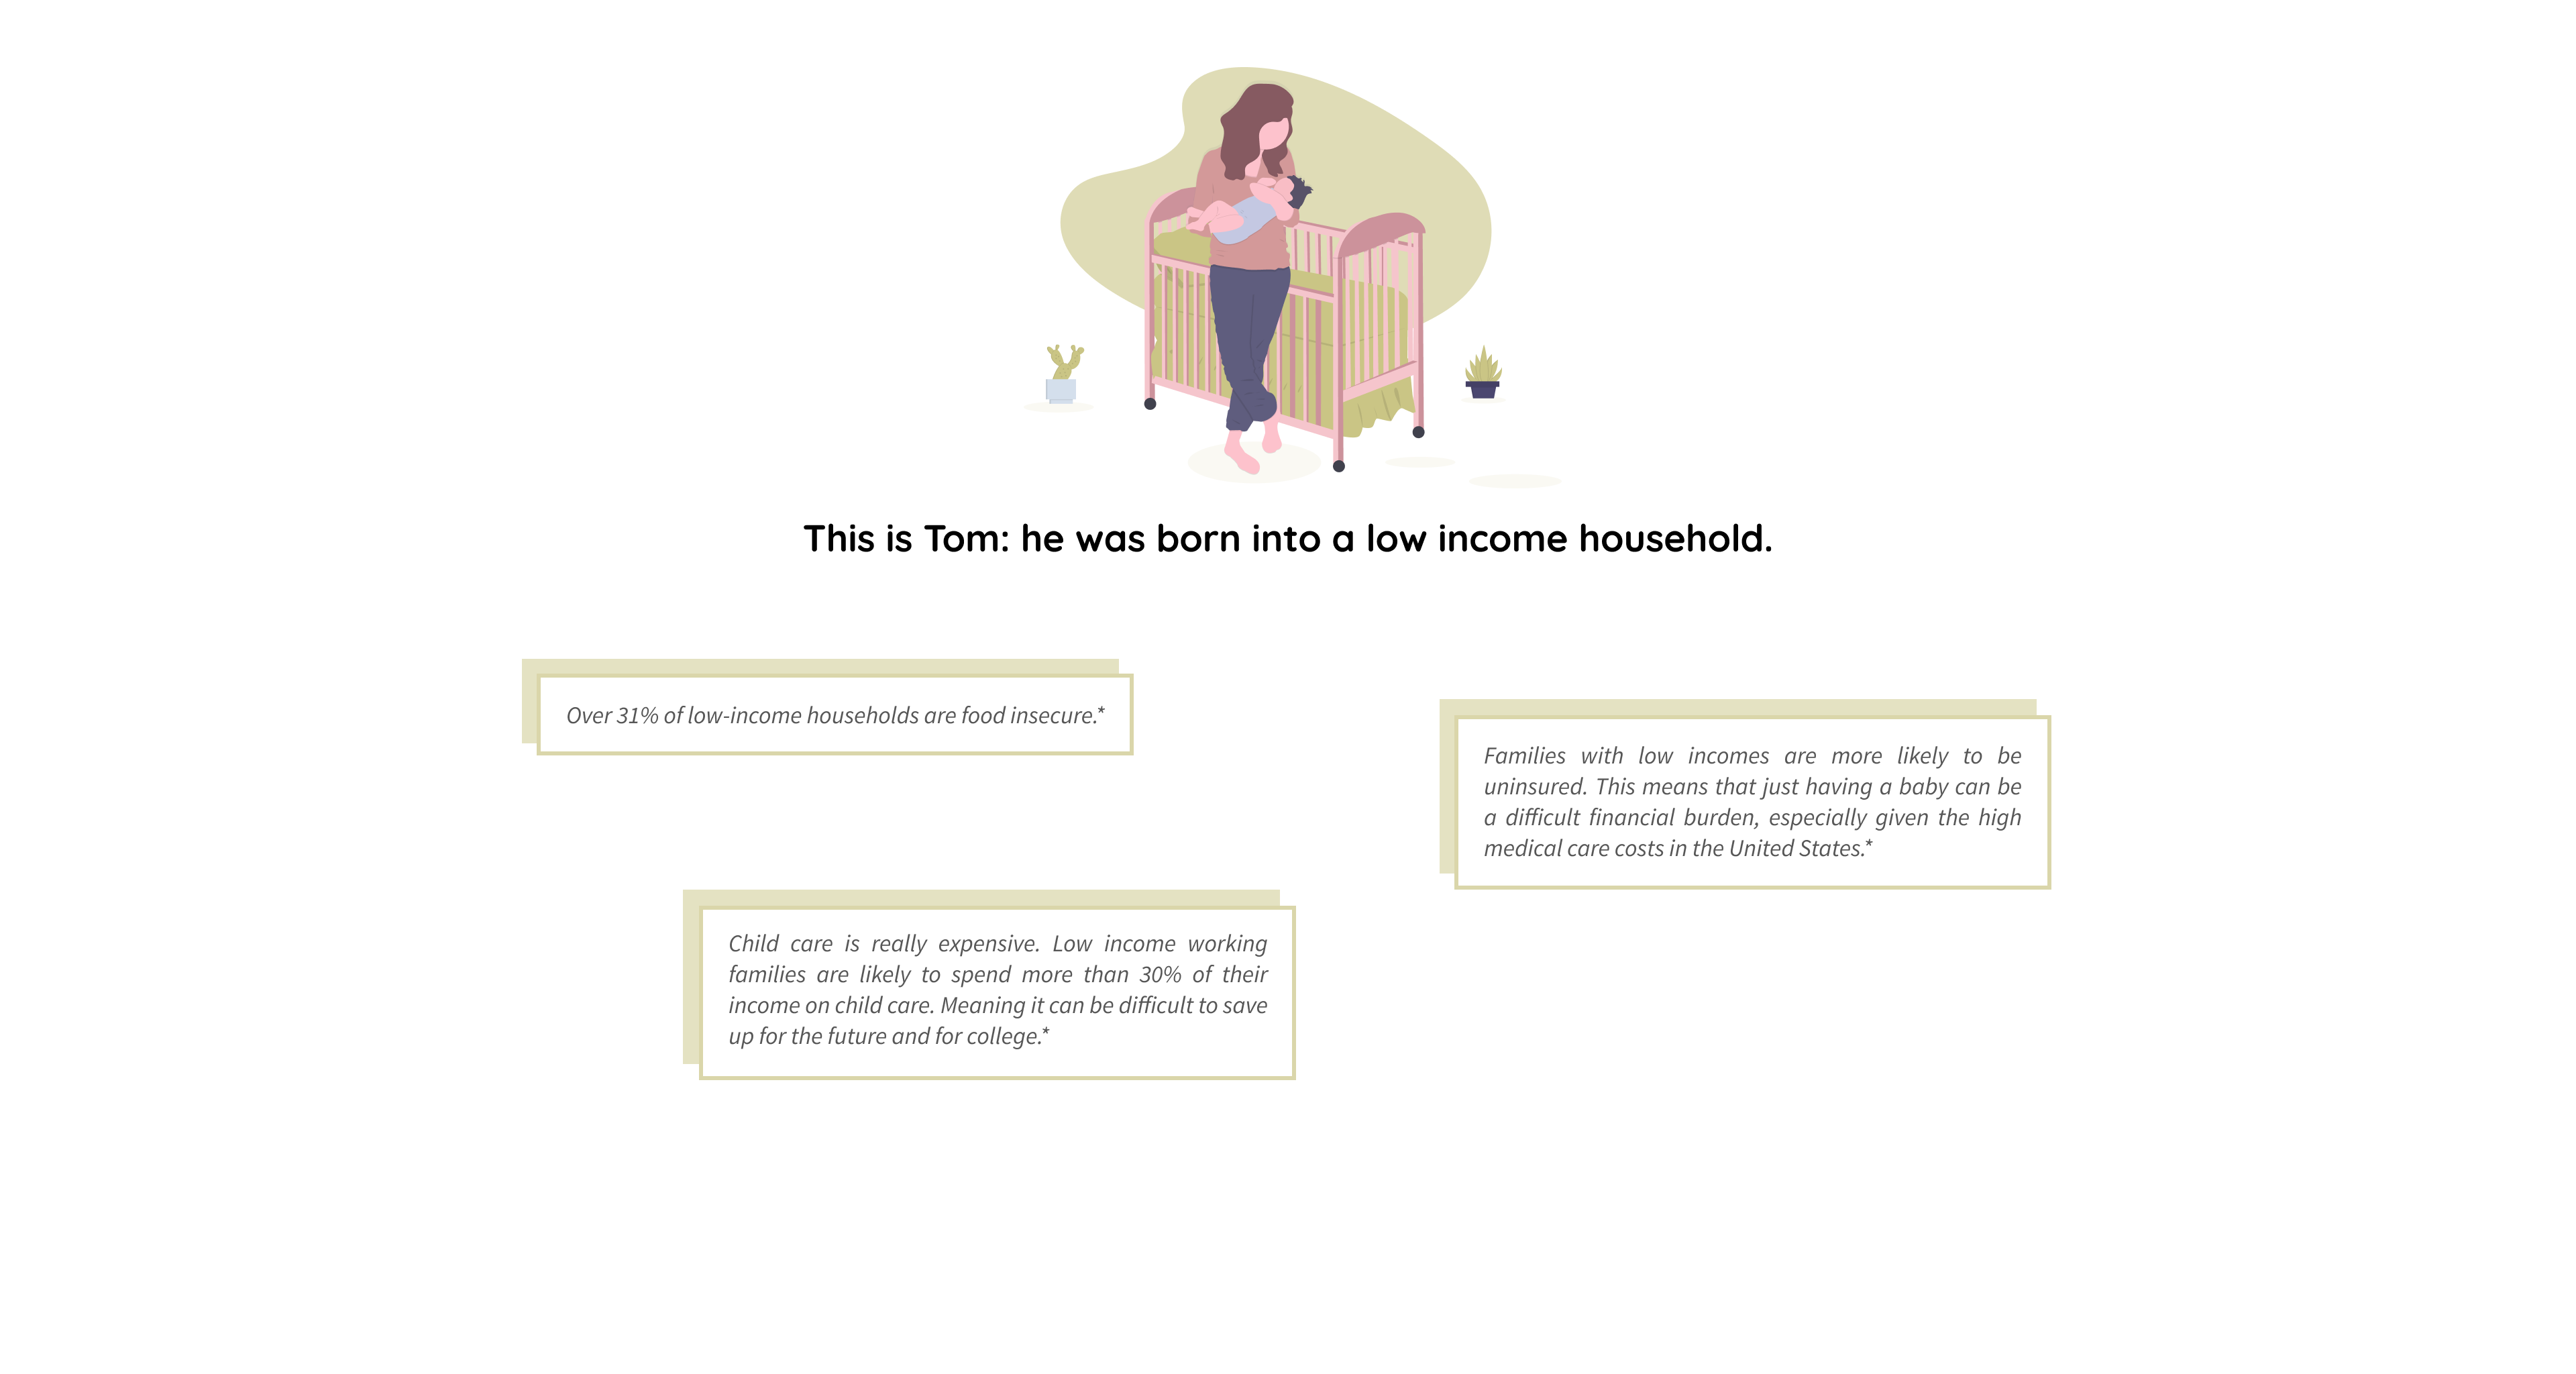 This is Tom: he was born into a low income household.
Over 31% of low-income households are food insecure.*
Families with low incomes are more likely to be
uninsured. This means that just having a baby can be
a difficult financial burden, especially given the high
medical care costs in the United States.*
Child care is really expensive. Low income working
families are likely to spend more than 30% of their
income on child care. Meaning it can be difficult to save
up for the future and for college.*